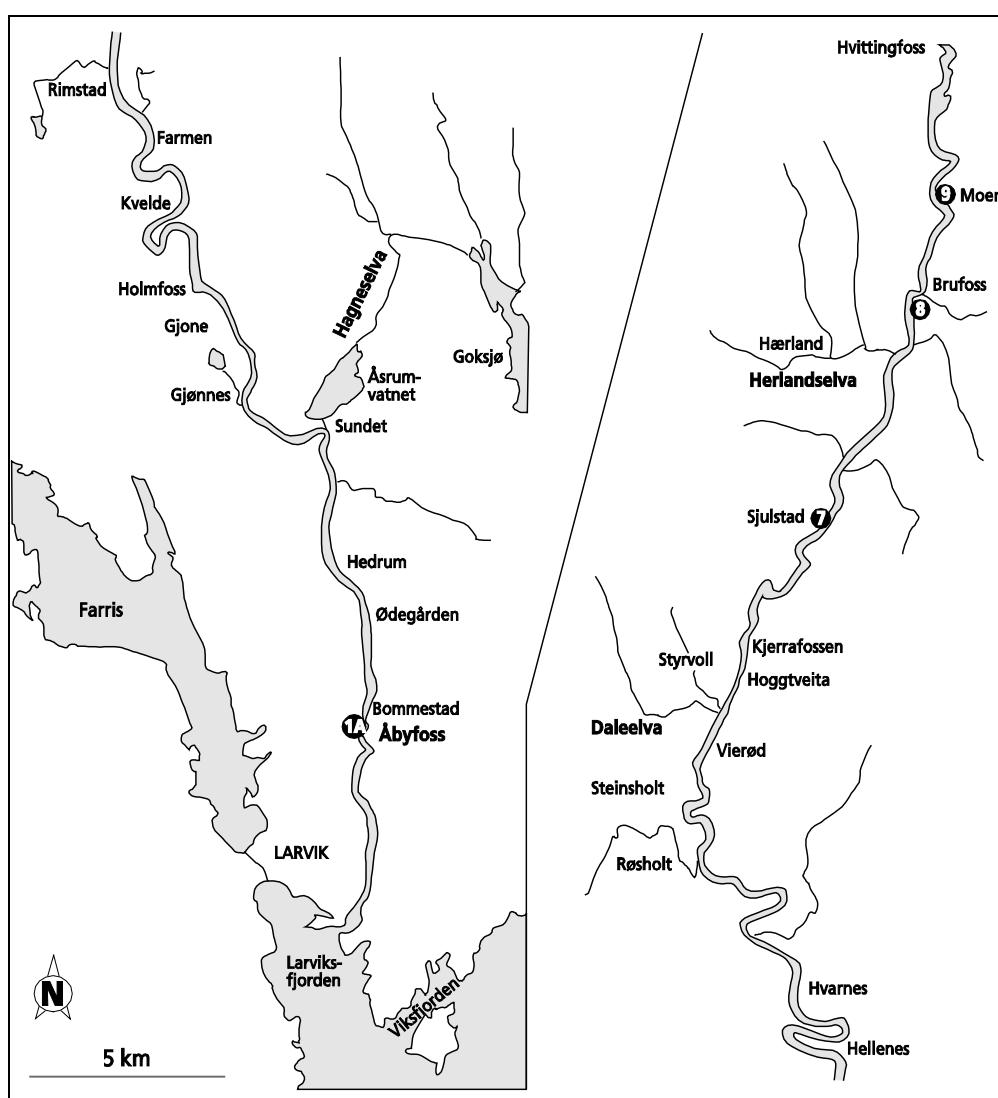 Rimstad
Farmen
Kvelde
Holmfoss
Gjone
Gjønnes
Hagneselva
Goksjø
Åsrum-
vatnet
Sundet
Hedrum
Farris
Ødegården
Bommestad
1A
Åbyfoss
LARVIK
Larviks-
fjorden
Viksfjorden
N
5 km
Hvittingfoss
9 Moen
Brufoss
8
Hærland
Herlandselva
Sjulstad 7
Kjerrafossen
Styrvoll
Hoggtveita
Daleelva
Vierød
Steinsholt
Røsholt
Hvarnes
Hellenes